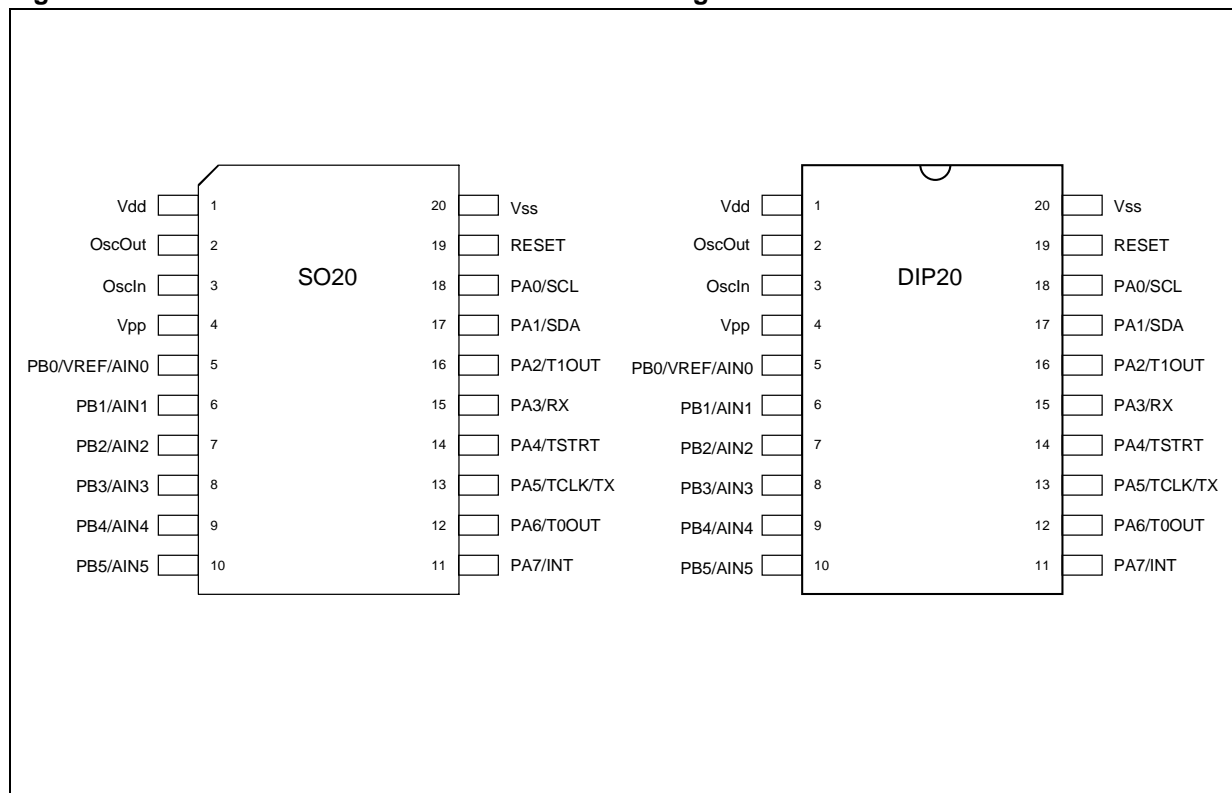 SO20
Vdd 1
OscOut 2
OscIn 3
Vpp 4
PB0/VREF/AIN0 5
PB1/AIN1 6
PB2/AIN2 7
PB3/AIN3 8
PB4/AIN4 9
PB5/AIN5 10
20 Vss
19 RESET
18 PA0/SCL
17 PA1/SDA
16 PA2/T1OUT
15 PA3/RX
14 PA4/TSTRT
13 PA5/TCLK/TX
12 PA6/T0OUT
11 PA7/INT
DIP20
Vdd 1
OscOut 2
OscIn 3
Vpp 4
PB0/VREF/AIN0 5
PB1/AIN1 6
PB2/AIN2 7
PB3/AIN3 8
PB4/AIN4 9
PB5/AIN5 10
20 Vss
19 RESET
18 PA0/SCL
17 PA1/SDA
16 PA2/T1OUT
15 PA3/RX
14 PA4/TSTRT
13 PA5/TCLK/TX
12 PA6/T0OUT
11 PA7/INT